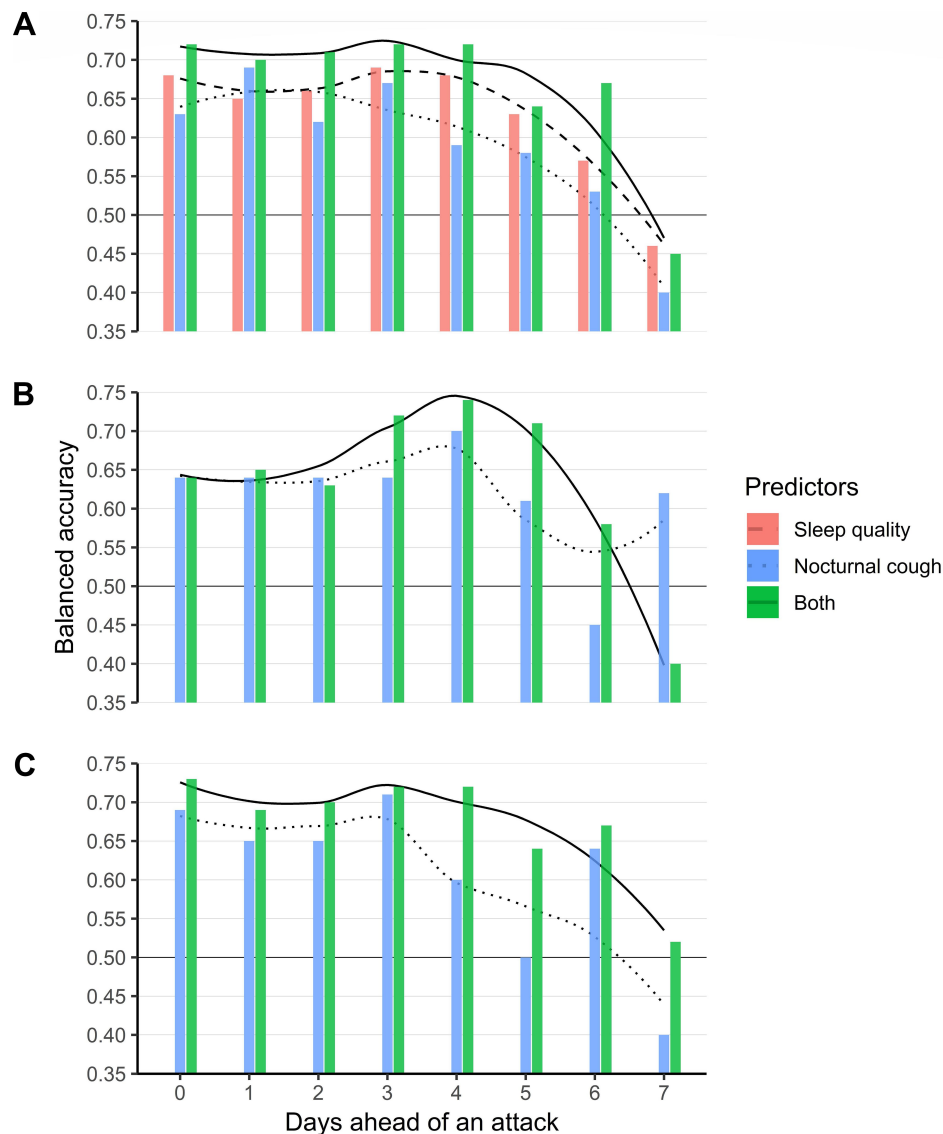 A
0.75
0.70
0.65
0.60
0.55
0.50
0.45
0.40
0.35
B
0.75
0.70
0.65
0.60
0.55
0.50
0.45
0.40
0.35
Balanced accuracy
Predictors
Sleep quality
Nocturnal cough
Both
C
0.75
0.70
0.65
0.60
0.55
0.50
0.45
0.40
0.35
0 1 2 3 4 5 6 7
Days ahead of an attack